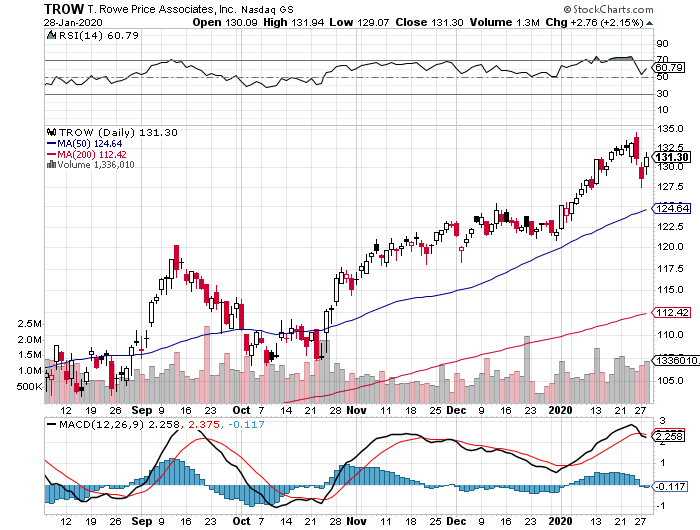 TROW T. Rowe Price Associates, Inc. Nasdaq GS © StockCharts.com
28-Jan-2020 Open 130.09 High 131.94 Low 129.07 Close 131.30 Volume 1.3M Chg +2.76 (+2.15%) ▲
RSI(14) 60.79
90
70
60.79
50
30
10
TROW (Daily) 131.30
MA(50) 124.64
MA(200) 112.42
Volume 1,336,010
135.0
132.5
131.30
130.0
127.5
124.64
122.5
120.0
117.5
115.0
112.42
110.0
105.0
1336010
2.5M
2.0M
1.5M
1.0M
500K
12 19 26 Sep 9 16 23 Oct 7 14 21 Nov 11 18 25 Dec 9 16 23 2020 13 21 27
MACD(12,26,9) 2.258, 2.375, -0.117
3
2.258
1
-0.117
-1
12 19 26 Sep 9 16 23 Oct 7 14 21 Nov 11 18 25 Dec 9 16 23 2020 13 21 27